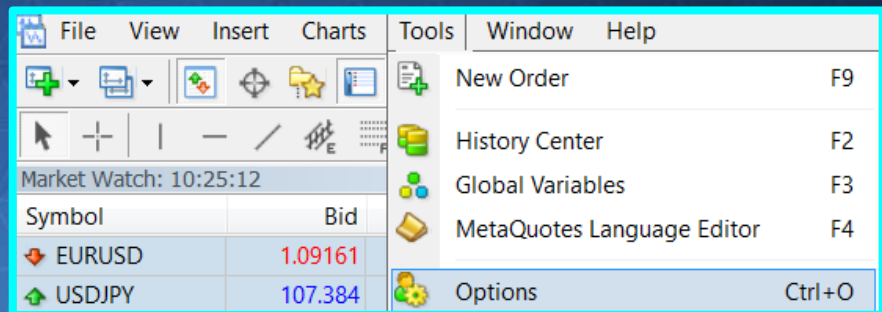 File View Insert Charts Tools Window Help
New Order F9
History Center F2
Market Watch: 10:25:12
Global Variables F3
Symbol Bid
MetaQuotes Language Editor F4
EURUSD 1.09161
USDJPY 107.384
Options Ctrl+O